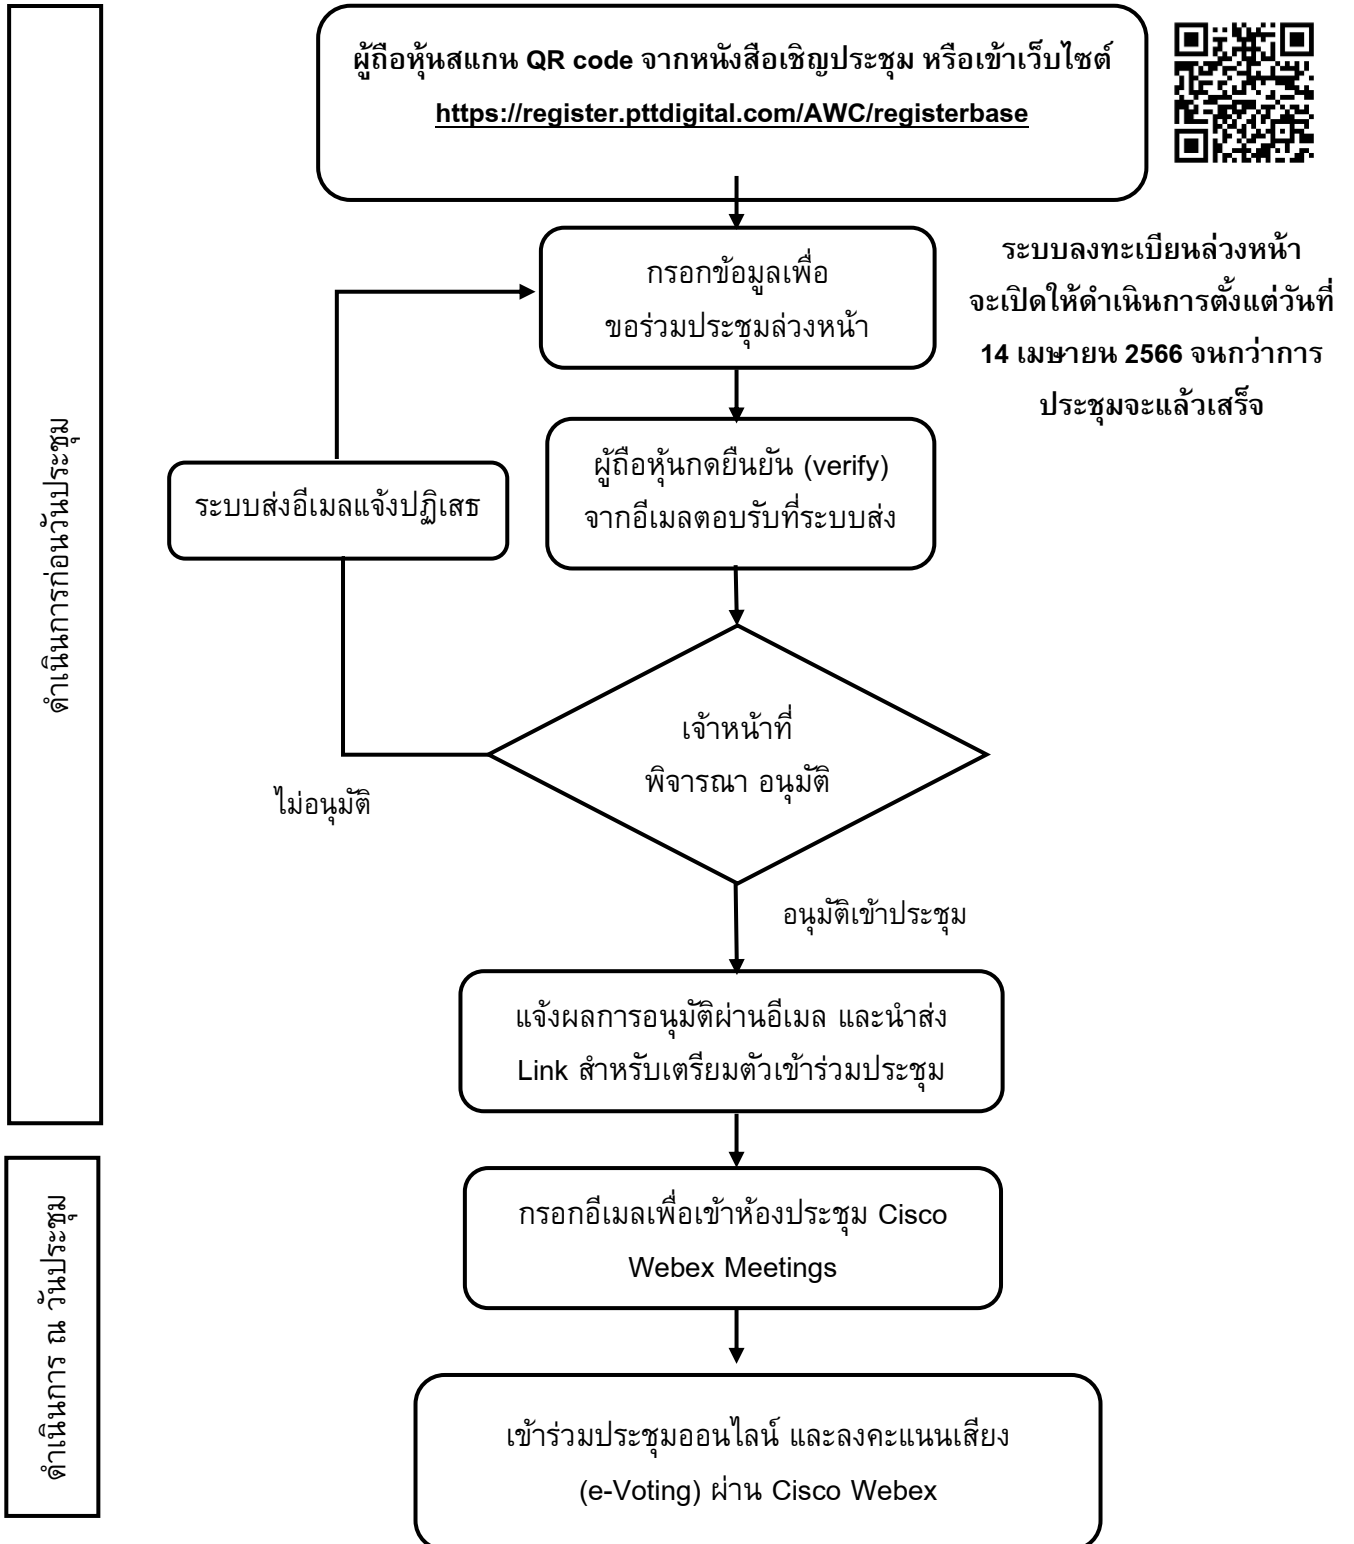 ผู้ถือหุ้นสแกน QR code จากหนังสือเชิญประชุม หรือเข้าเว็บไซต์
https://register.pttdigital.com/AWC/registerbase
กรอกข้อมูลเพื่อ
ขอร่วมประชุมล่วงหน้า
ระบบลงทะเบียนล่วงหน้า
จะเปิดให้ดำเนินการตั้งแต่วันที่
14 เมษายน 2566 จนกว่าการ
ประชุมจะแล้วเสร็จ
ผู้ถือหุ้นกดยืนยัน (verify)
จากอีเมลตอบรับที่ระบบส่ง
ระบบส่งอีเมลแจ้งปฏิเสธ
ดำเนินการก่อนวันประชุม
เจ้าหน้าที่
พิจารณา อนุมัติ
ไม่อนุมัติ
อนุมัติเข้าประชุม
แจ้งผลการอนุมัติผ่านอีเมล และนำส่ง
Link สำหรับเตรียมตัวเข้าร่วมประชุม
กรอกอีเมลเพื่อเข้าห้องประชุม Cisco
Webex Meetings
ดำเนินการ ณ วันประชุม
เข้าร่วมประชุมออนไลน์ และลงคะแนนเสียง
(e-Voting) ผ่าน Cisco Webex